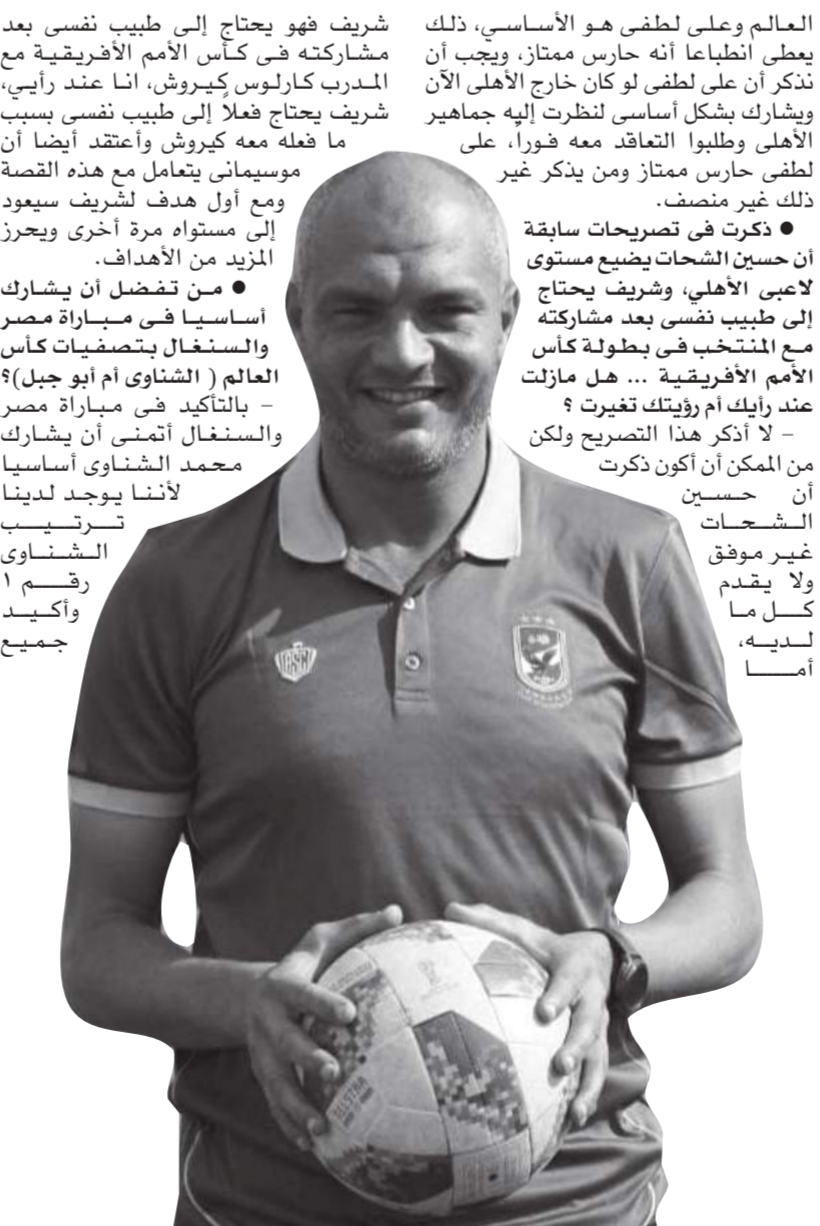 العالم وعلى لطفى هو الأساسي، ذلك
يعطى انطباعا أنه حارس ممتاز، ويجب أن
نذكر أن على لطفى لو كان خارج الأهلى الآن
ويشارك بشكل أساسى لنظرت إليه جماهير
الأهلى وطلبوا التعاقد معه فوراً، على
لطفى حارس ممتاز ومن يذكر غير
ذلك غير منصف.
● ذكرت فى تصريحات سابقة
أن حسين الشحات يضيع مستوى
لاعبى الأهلي، وشريف يحتاج
إلى طبيب نفسى بعد مشاركته
مع المنتخب فى بطولة كأس
الأمم الأفريقية ... هل مازلت
عند رأيك أم رؤيتك تغيرت ؟
– لا أذكر هذا التصريح ولكن
من الممكن أن أكون ذكرت
أن حسين
الشحات
غير موفق
ولا يقدم
كل ما
لديه،
أما
شريف فهو يحتاج إلى طبيب نفسى بعد
مشاركته فى كأس الأمم الأفريقية مع
المدرب كارلوس كيروش، انا عند رأيي،
شريف يحتاج فعلاً إلى طبيب نفسى بسبب
ما فعله معه كيروش وأعتقد أيضا أن
موسيمانى يتعامل مع هذه القصة
ومع أول هدف لشريف سيعود
إلى مستواه مرة أخرى ويحرز
المزيد من الأهداف.
● من تفضل أن يشارك
أساسيا فى مباراة مصر
والسنغال بتصفيات كأس
العالم ( الشناوى أم أبو جبل)؟
– بالتأكيد فى مباراة مصر
والسنغال أتمنى أن يشارك
محمد الشناوى أساسيا
لأننا يوجد لدينا
ترتيب
الشناوى
رقم ١
وأكيد
جميع
TELSTAR